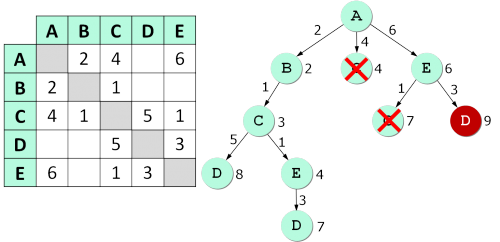 A B C D E
A 2 4 6
B 2 1
C 4 1 5 1
D 5 3
E 6 1 3
A
2 4 6
B 2 C 4 E 6
1 1 3
C 3 C 7 D 9
5 1
D 8 E 4
3
D 7